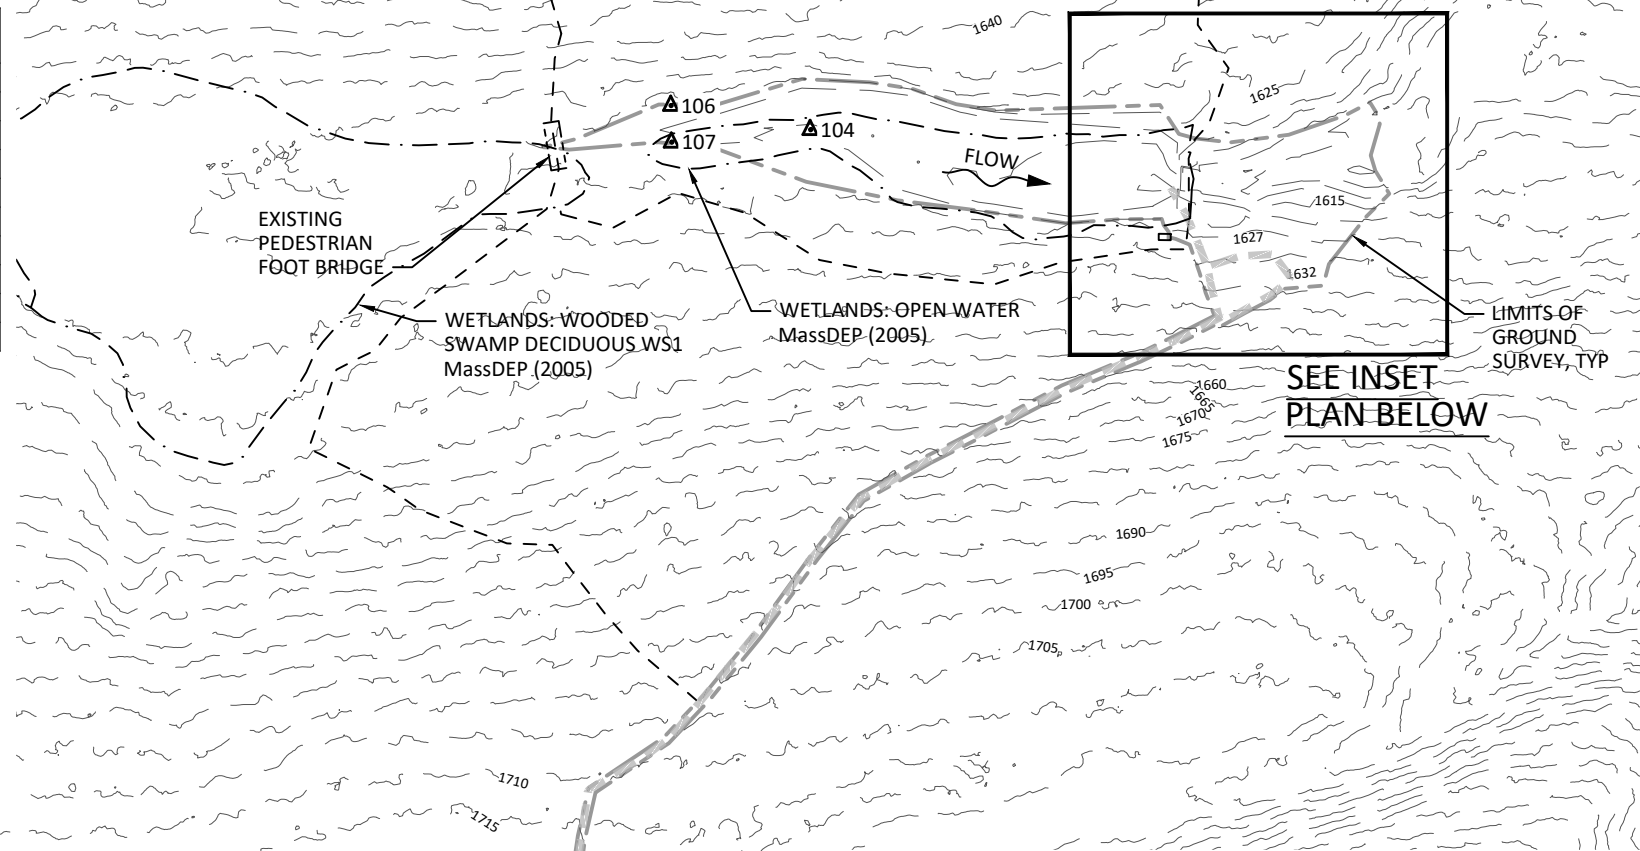 1640
1625
106
107
104
FLOW
1615
1627
1632
EXISTING
PEDESTRIAN
FOOT BRIDGE
WETLANDS: WOODED
SWAMP DECIDUOUS WS1
MassDEP (2005)
WETLANDS: OPEN WATER
MassDEP (2005)
LIMITS OF
GROUND
SURVEY, TYP
SEE INSET
PLAN BELOW
1660
1665
1670
1675
1690
1695
1700
1705
1710
1715